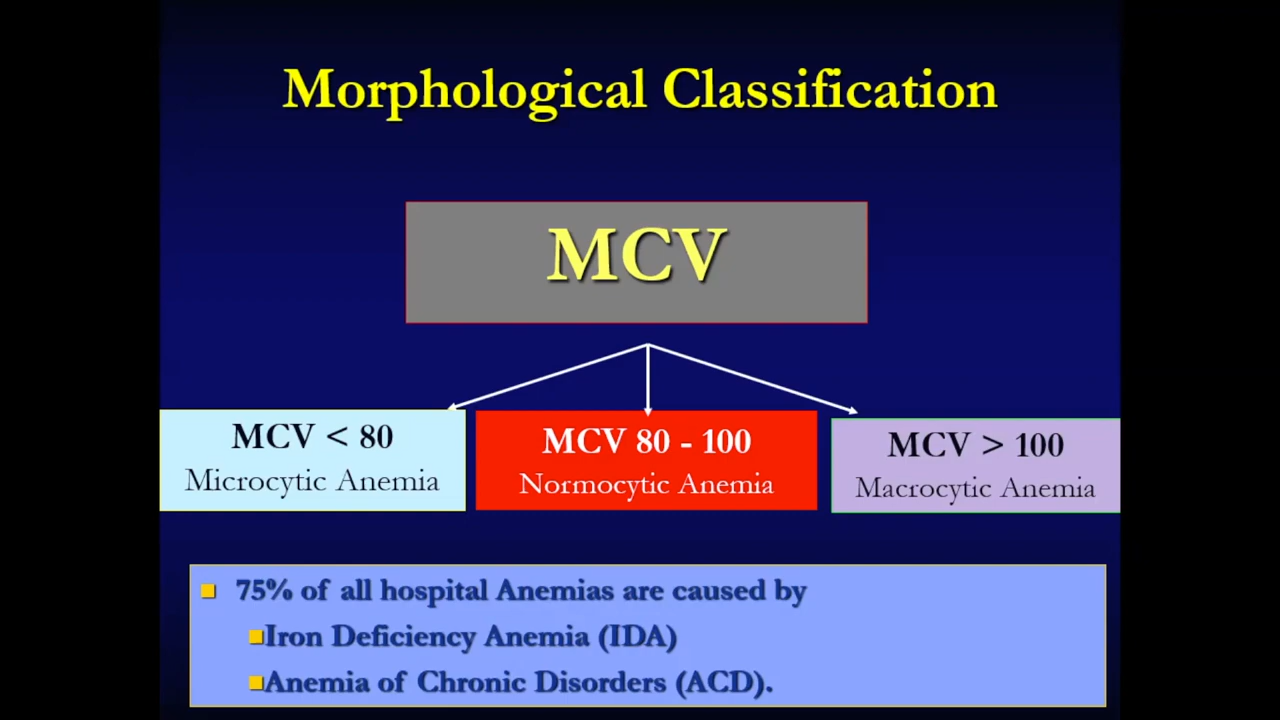 Morphological Classification
MCV
MCV < 80
Microcytic Anemia
MCV 80 - 100
Normocytic Anemia
MCV > 100
Macrocytic Anemia
75% of all hospital Anemias are caused by
Iron Deficiency Anemia (IDA)
Anemia of Chronic Disorders (ACD).